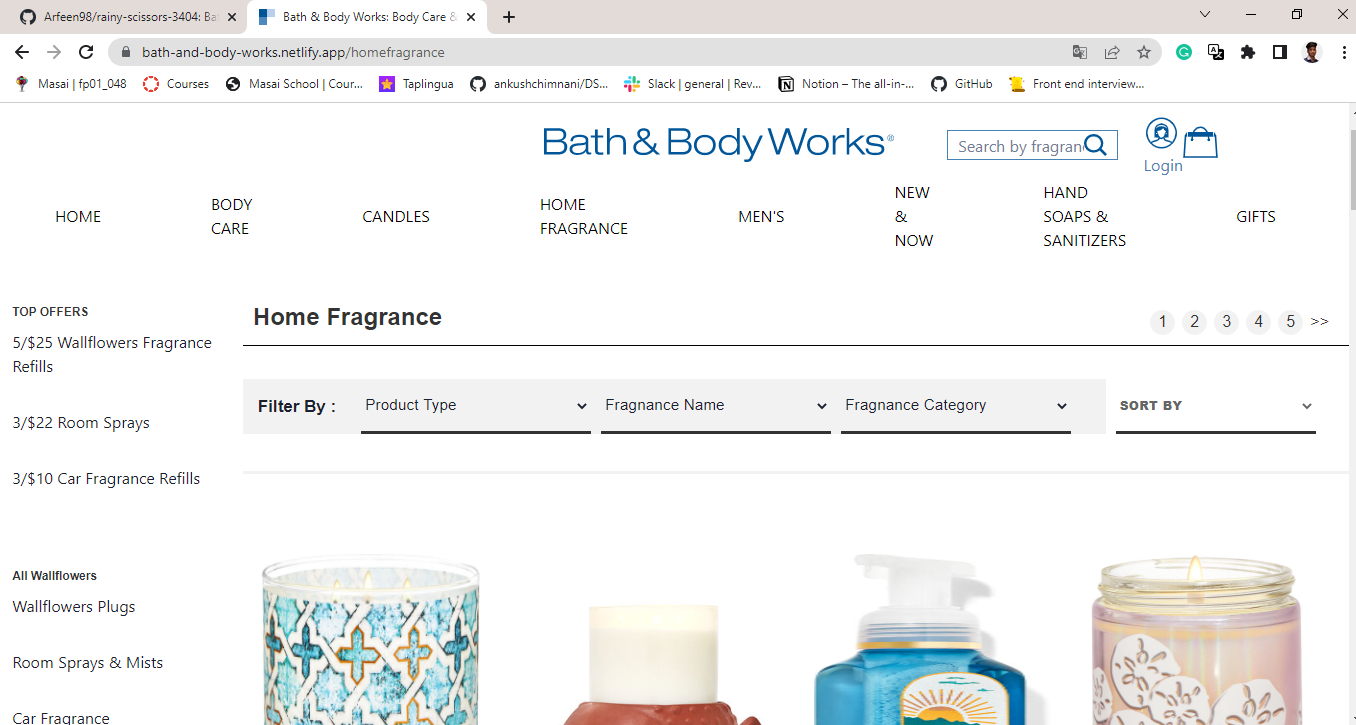 Arfeen98/rainy-scissors-3404: Ba
Bath & Body Works: Body Care &
bath-and-body-works.netlify.app/homefragrance
Masai | fp01_048
Courses
Masai School | Cour...
Taplingua
ankushchimnani/DS...
Slack | general | Rev...
Notion – The all-in-...
GitHub
Front end interview...
Bath & Body Works®
Search by fragran
Login
HOME
BODY
CARE
CANDLES
HOME
FRAGRANCE
MEN'S
NEW
&
NOW
HAND
SOAPS &
SANITIZERS
GIFTS
TOP OFFERS
5/$25 Wallflowers Fragrance
Refills
3/$22 Room Sprays
3/$10 Car Fragrance Refills
All Wallflowers
Wallflowers Plugs
Room Sprays & Mists
Car Fragrance
Home Fragrance
1 2 3 4 5 >>
Filter By :
Product Type
Fragnance Name
Fragnance Category
SORT BY